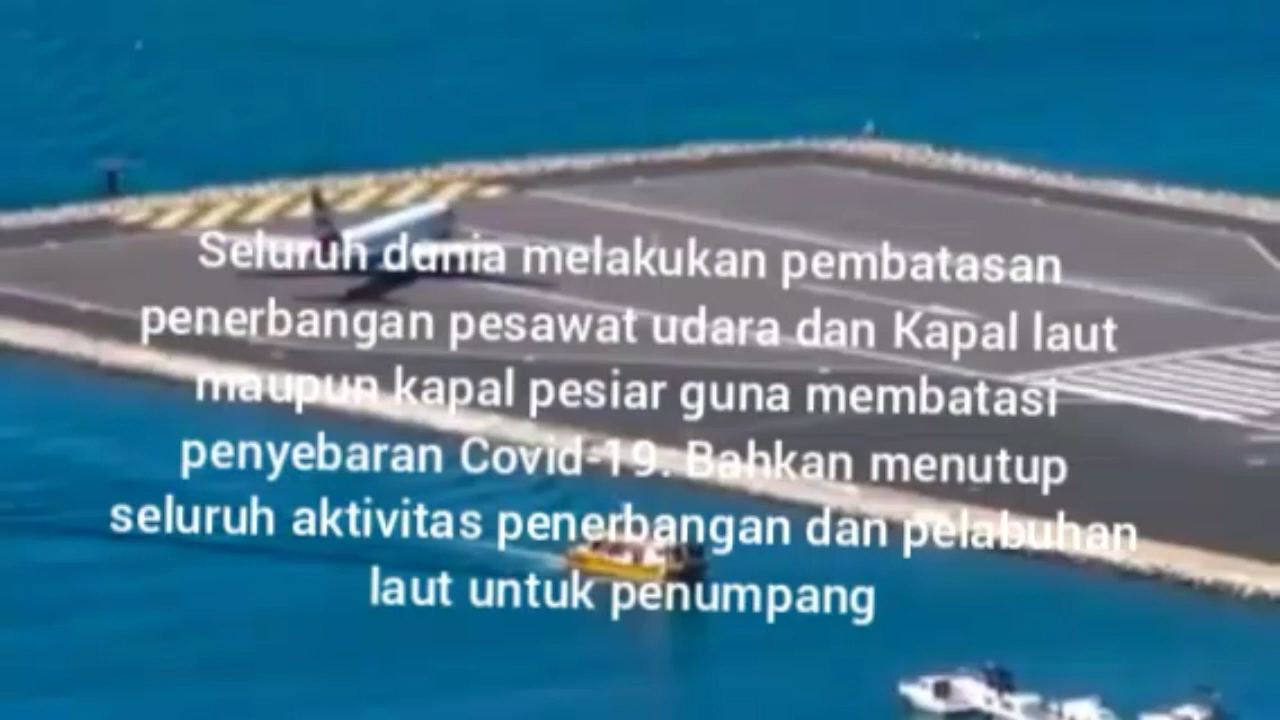 Seluruh dunia melakukan pembatasan
penerbangan pesawat udara dan Kapal laut
maupun kapal pesiar guna membatasi
penyebaran Covid-19. Bahkan menutup
seluruh aktivitas penerbangan dan pelabuhan
laut untuk penumpang